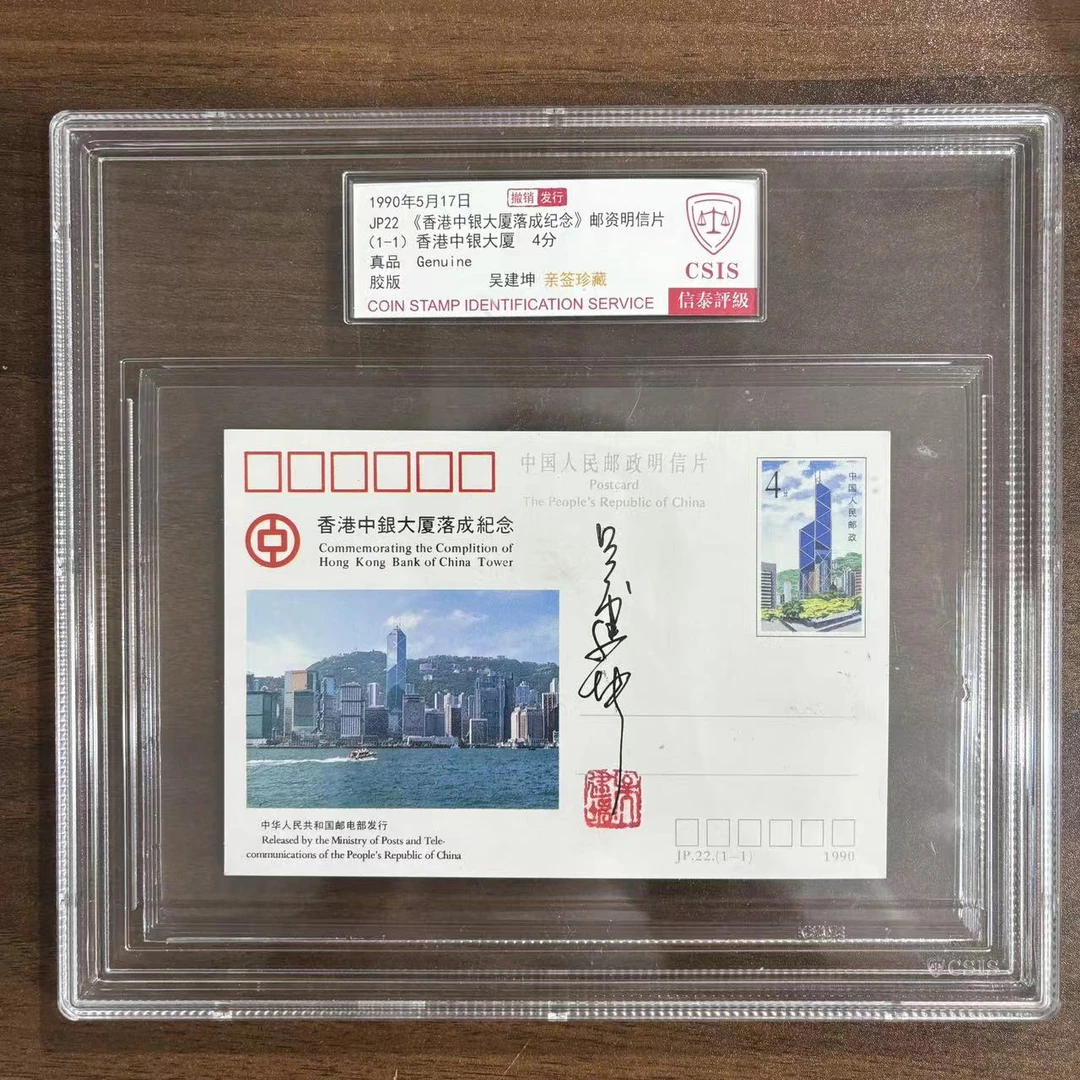 1990年5月17日 撤销 发行
JP22 《香港中银大厦落成纪念》邮资明信片
(1-1) 香港中银大厦 4分
真品 Genuine
胶版 吴建坤 亲签珍藏
COIN STAMP IDENTIFICATION SERVICE
CSIS
信泰評級
中国人民邮政明信片
Postcard
The People's Republic of China
4分
中国人民邮政
香港中銀大厦落成紀念
Commemorating the Complition of
Hong Kong Bank of China Tower
吴建坤
中华人民共和国邮电部发行
Released by the Ministry of Posts and Tele-
communications of the People's Republic of China
JP.22.(1-1) 1990
CSIS